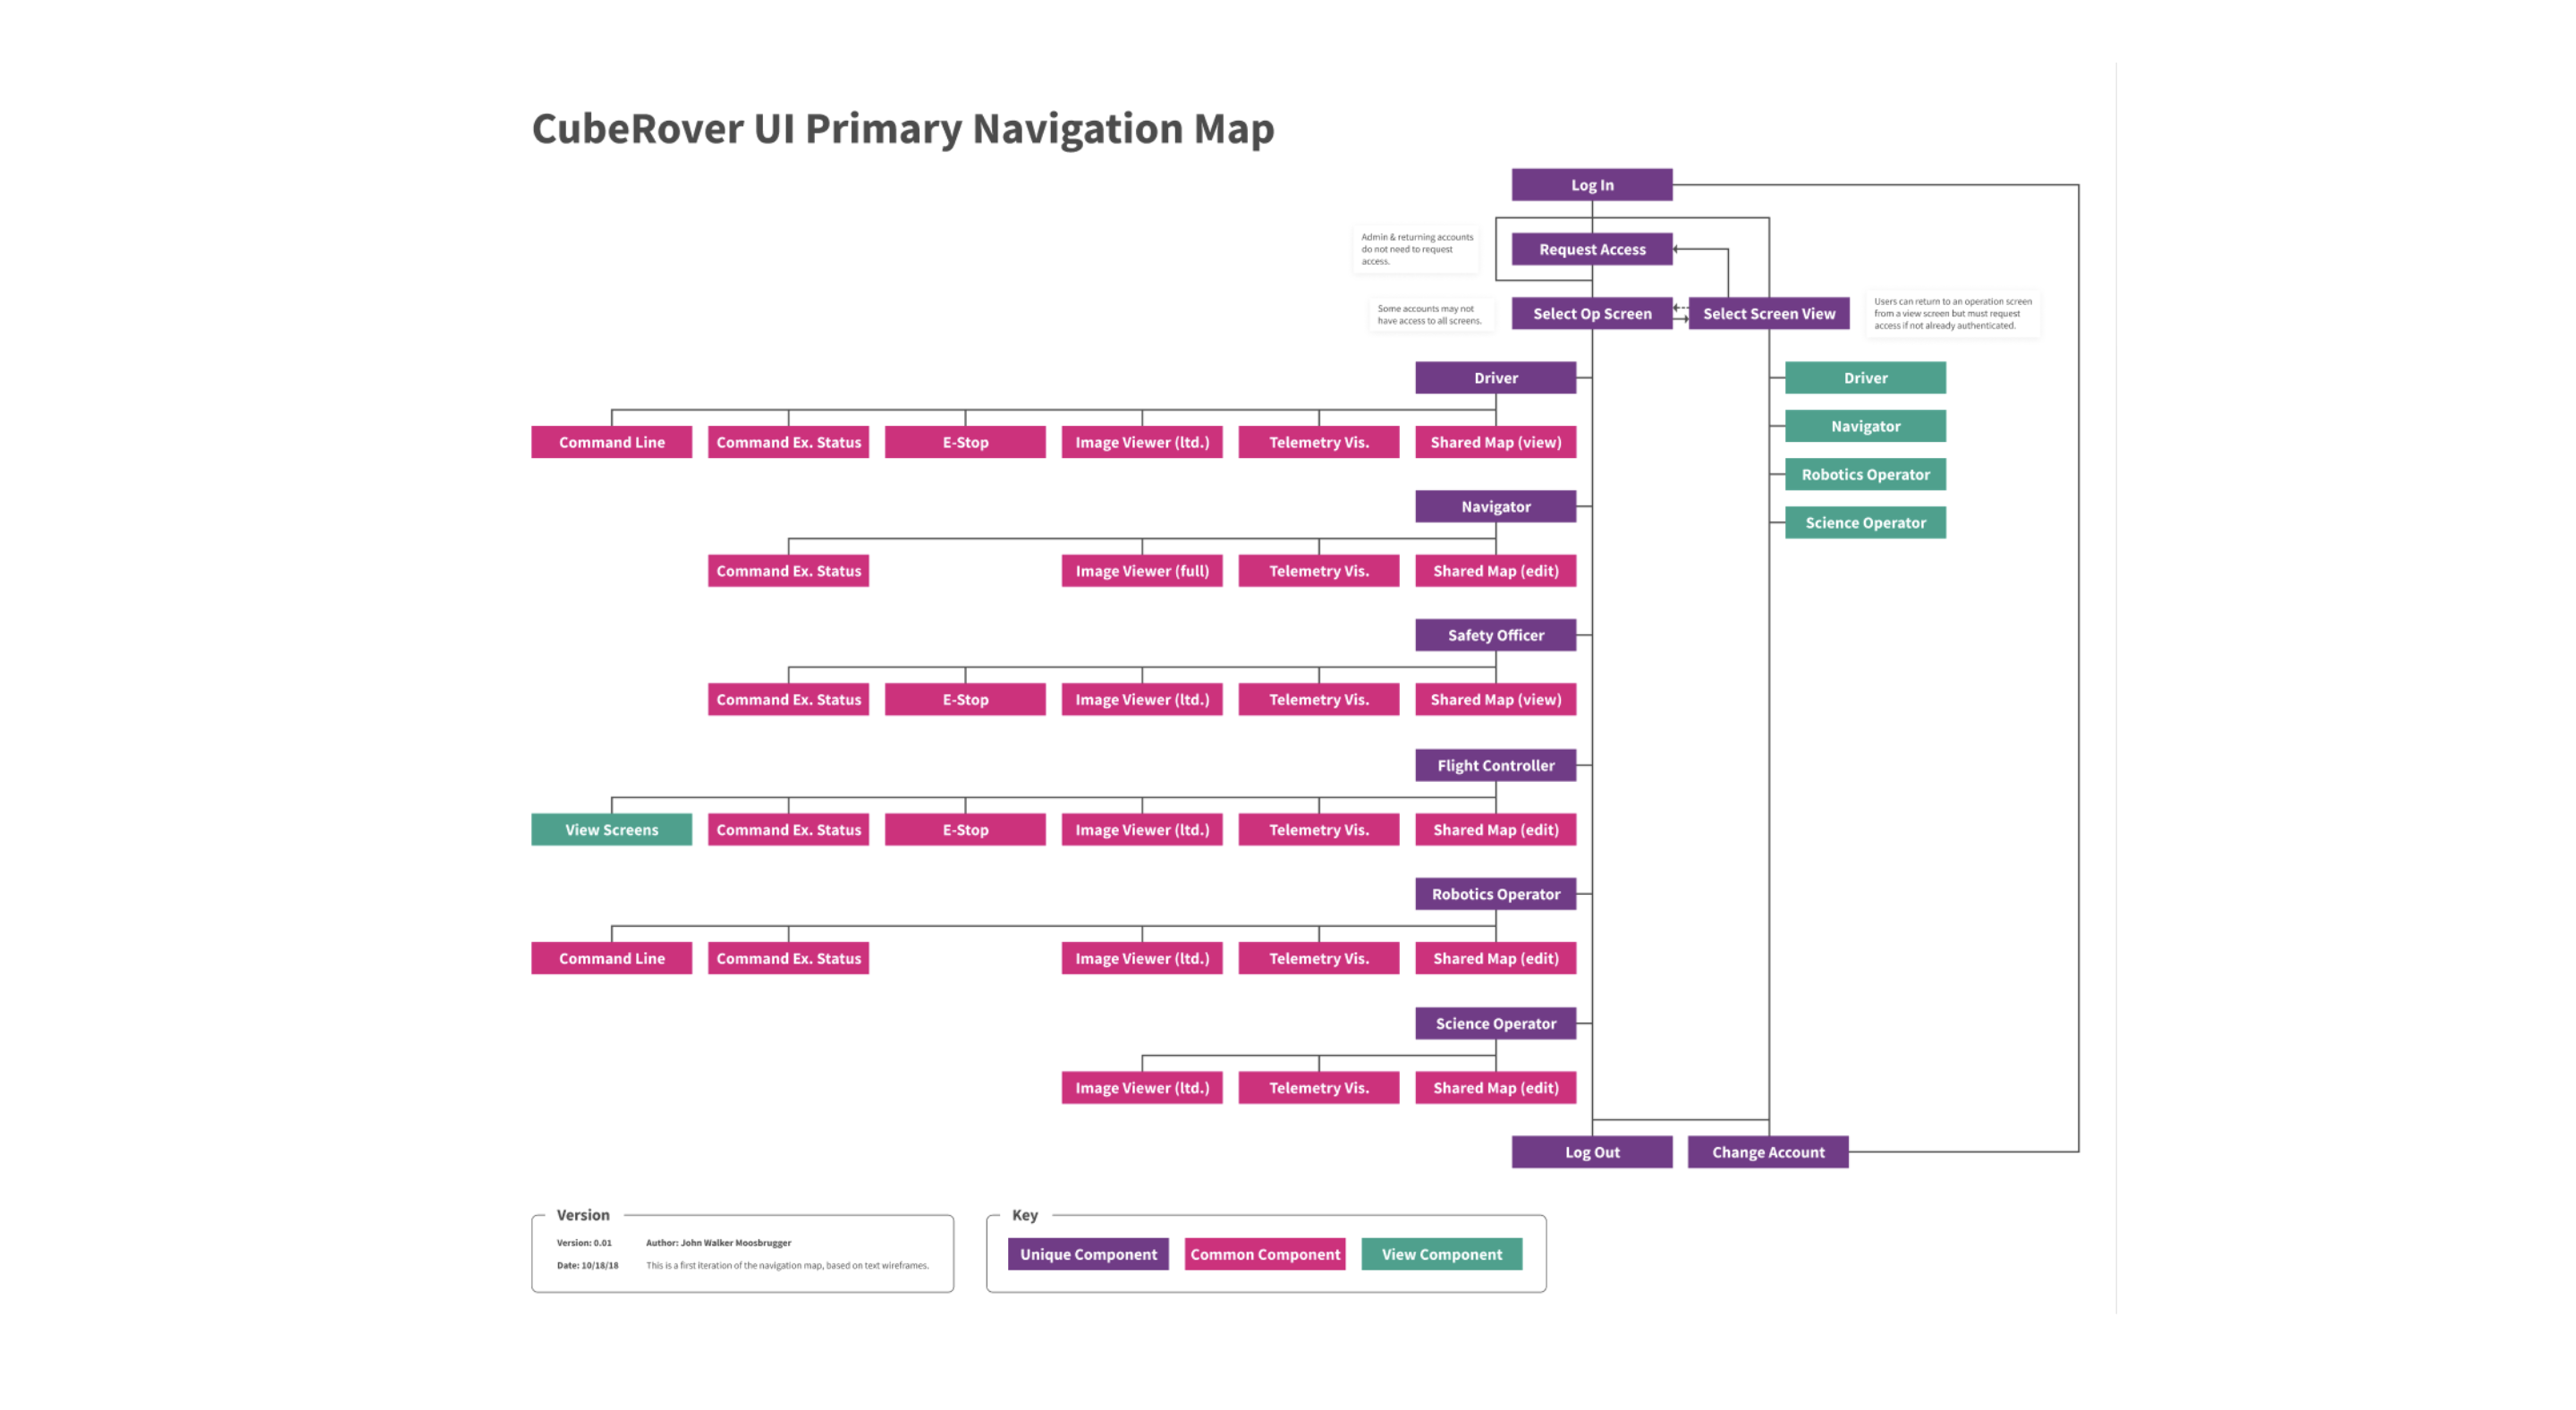 CubeRover UI Primary Navigation Map
Log In
Admin & returning accounts
do not need to request
access.
Request Access
Some accounts may not
have access to all screens.
Select Op Screen
Select Screen View
Users can return to an operation screen
from a view screen but must request
access if not already authenticated.
Driver
Command Line
Command Ex. Status
E-Stop
Image Viewer (ltd.)
Telemetry Vis.
Shared Map (view)
Navigator
Command Ex. Status
Image Viewer (full)
Telemetry Vis.
Shared Map (edit)
Safety Officer
Command Ex. Status
E-Stop
Image Viewer (ltd.)
Telemetry Vis.
Shared Map (view)
Flight Controller
View Screens
Command Ex. Status
E-Stop
Image Viewer (ltd.)
Telemetry Vis.
Shared Map (edit)
Robotics Operator
Command Line
Command Ex. Status
Image Viewer (ltd.)
Telemetry Vis.
Shared Map (edit)
Science Operator
Image Viewer (ltd.)
Telemetry Vis.
Shared Map (edit)
Driver
Navigator
Robotics Operator
Science Operator
Log Out
Change Account
Version
Version: 0.01
Author: John Walker Moosbrugger
Date: 10/18/18
This is a first iteration of the navigation map, based on text wireframes.
Key
Unique Component
Common Component
View Component